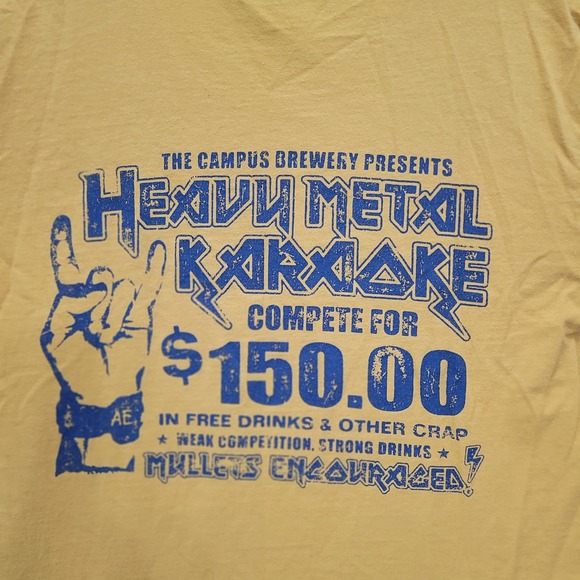 THE CAMPUS BREWERY PRESENTS
HEAVY METAL
KARAOKE
COMPETE FOR
$150.00
AE
IN FREE DRINKS & OTHER CRAP
★ WEAK COMPETITION, STRONG DRINKS ★
MULLETS ENCOURAGED!